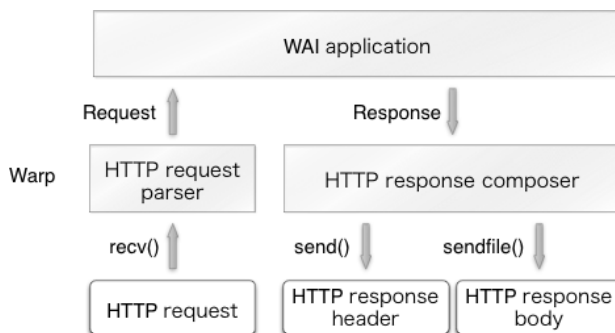 WAI application
Request
Response
Warp
HTTP request
parser
HTTP response composer
recv()
send()
sendfile()
HTTP request
HTTP response
header
HTTP response
body